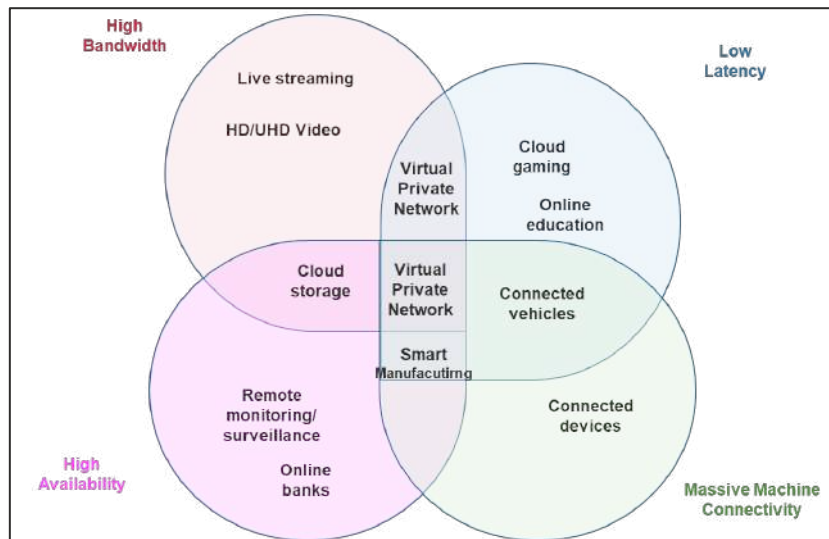 High
Bandwidth
Low
Latency
Live streaming
HD/UHD Video
Cloud
gaming
Virtual
Private
Network
Online
education
Cloud
storage
Virtual
Private
Network
Connected
vehicles
Smart
Manufacutirng
Remote
monitoring/
surveillance
Connected
devices
Online
banks
High
Availability
Massive Machine
Connectivity